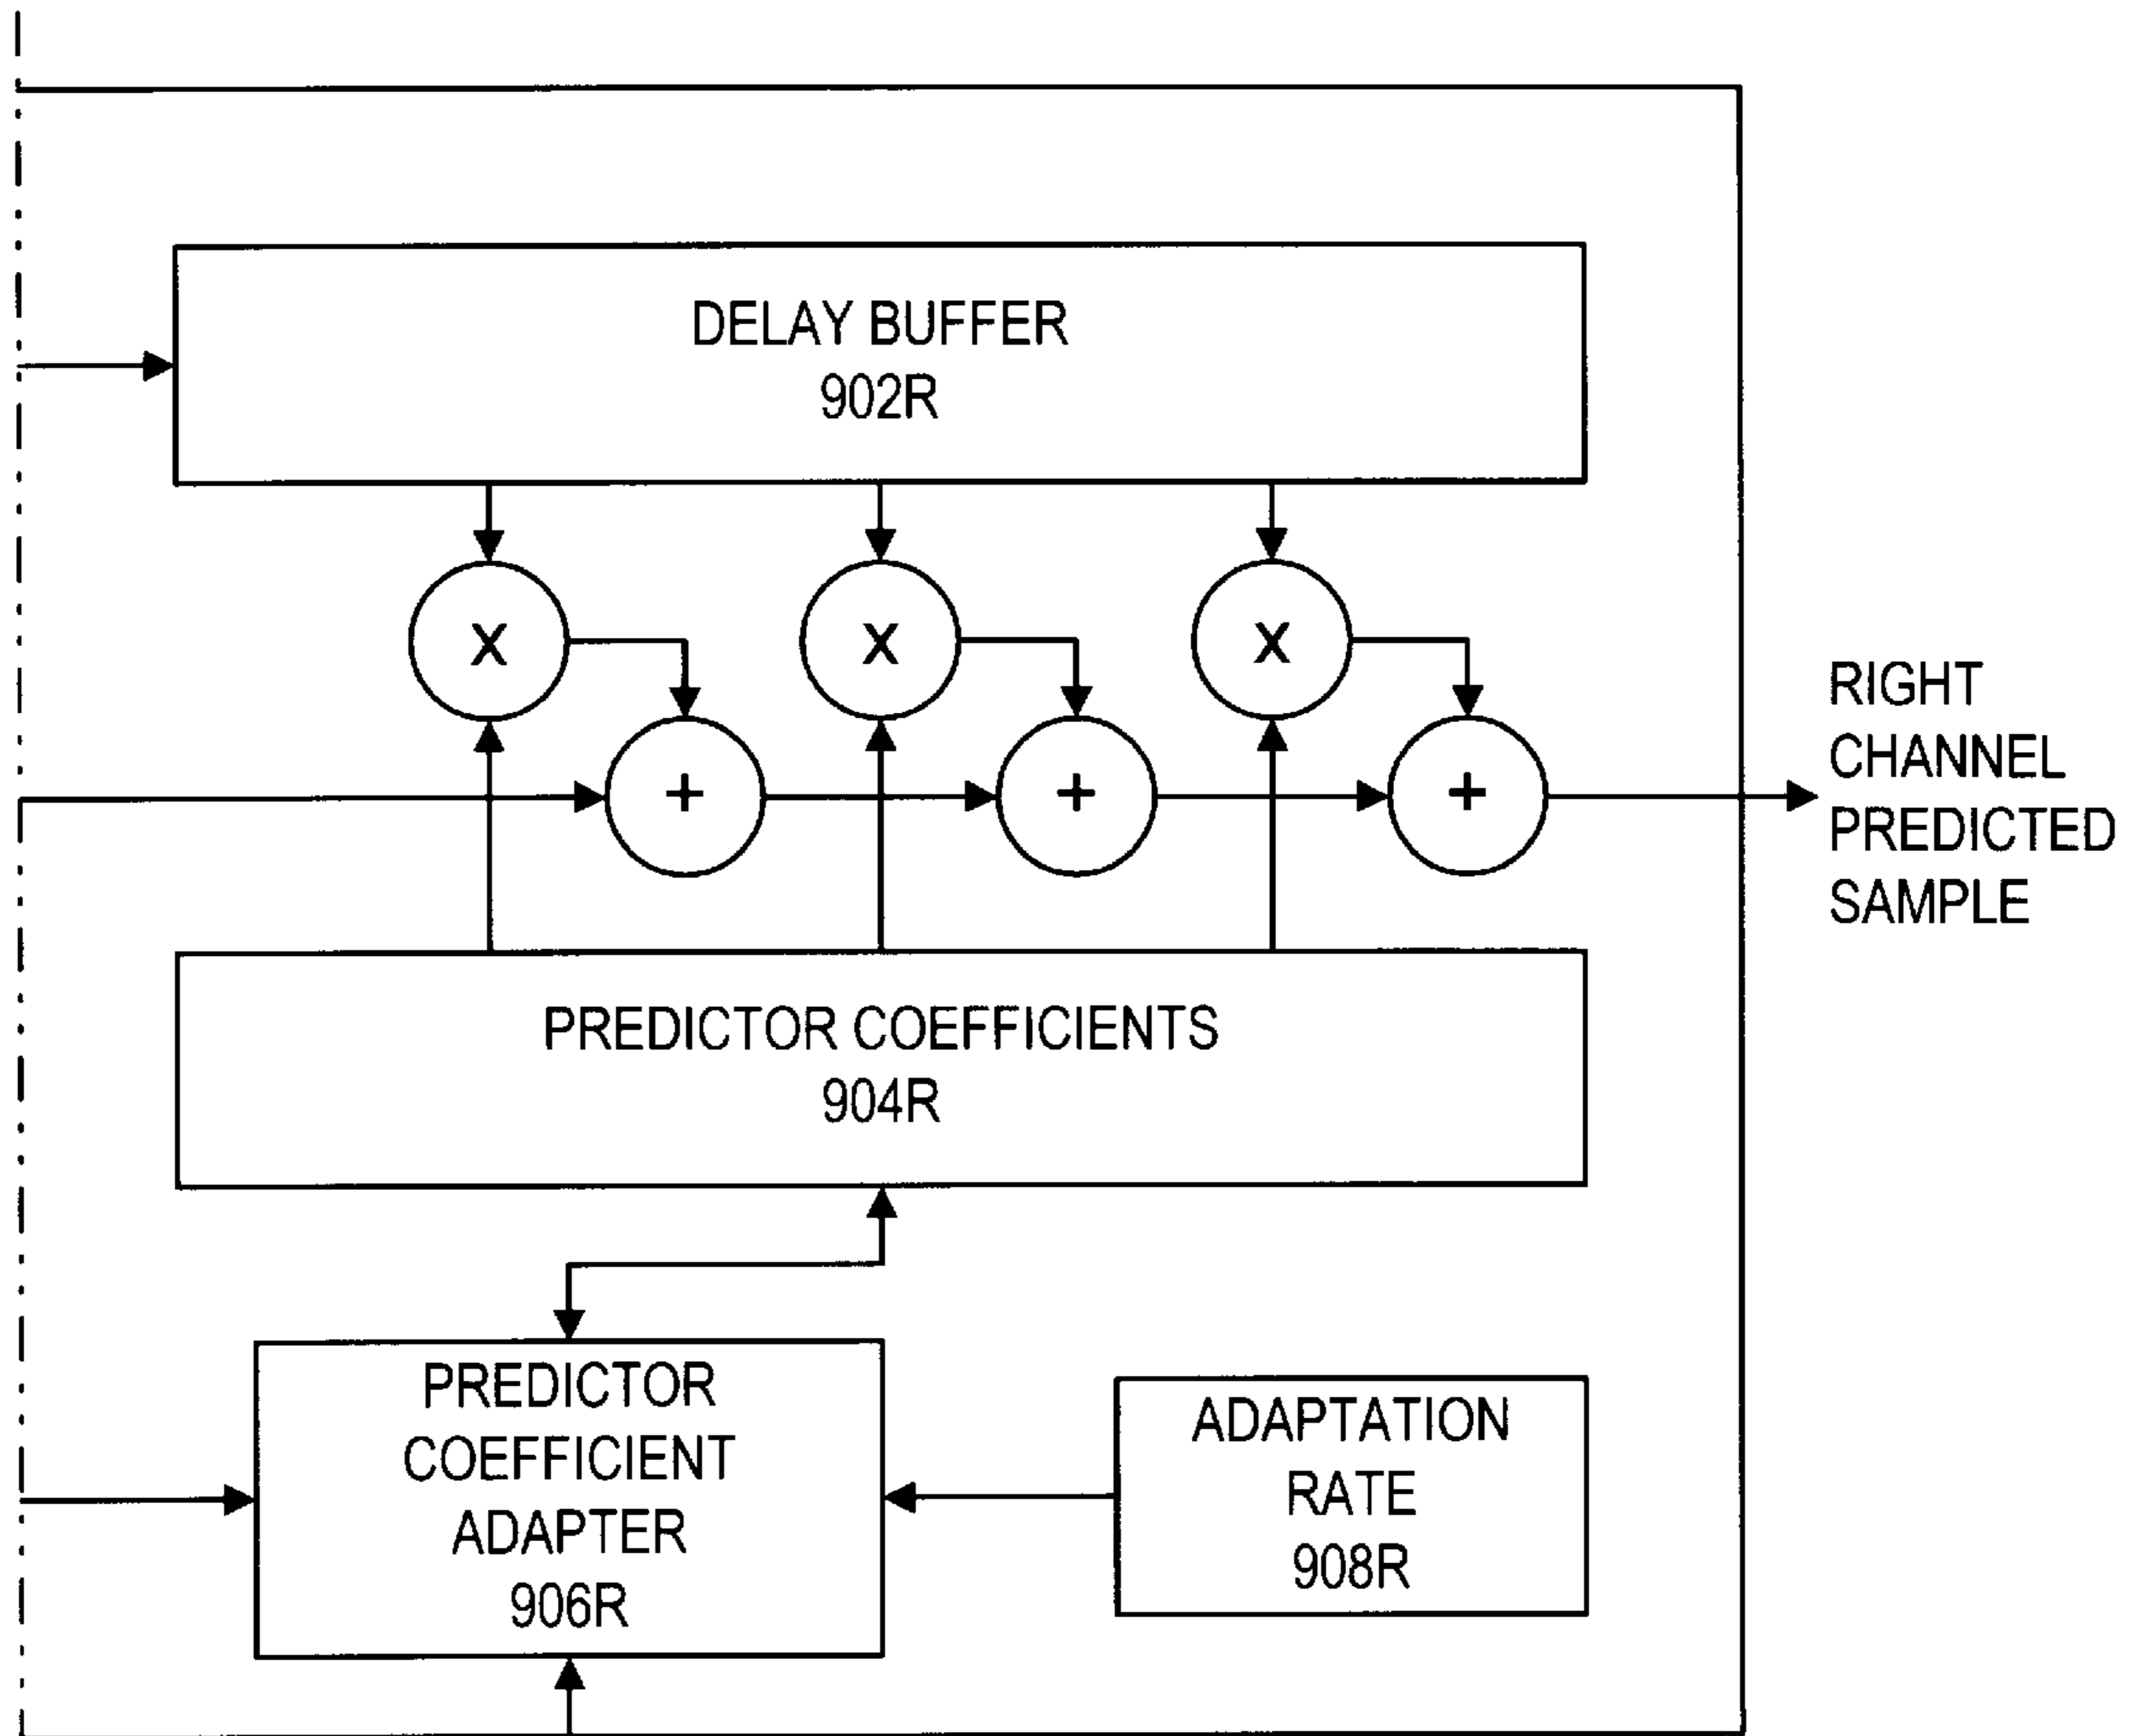 DELAY BUFFER
902R
X
X
X
+
+
+
RIGHT
CHANNEL
PREDICTED
SAMPLE
PREDICTOR COEFFICIENTS
904R
PREDICTOR
COEFFICIENT
ADAPTER
906R
ADAPTATION
RATE
908R